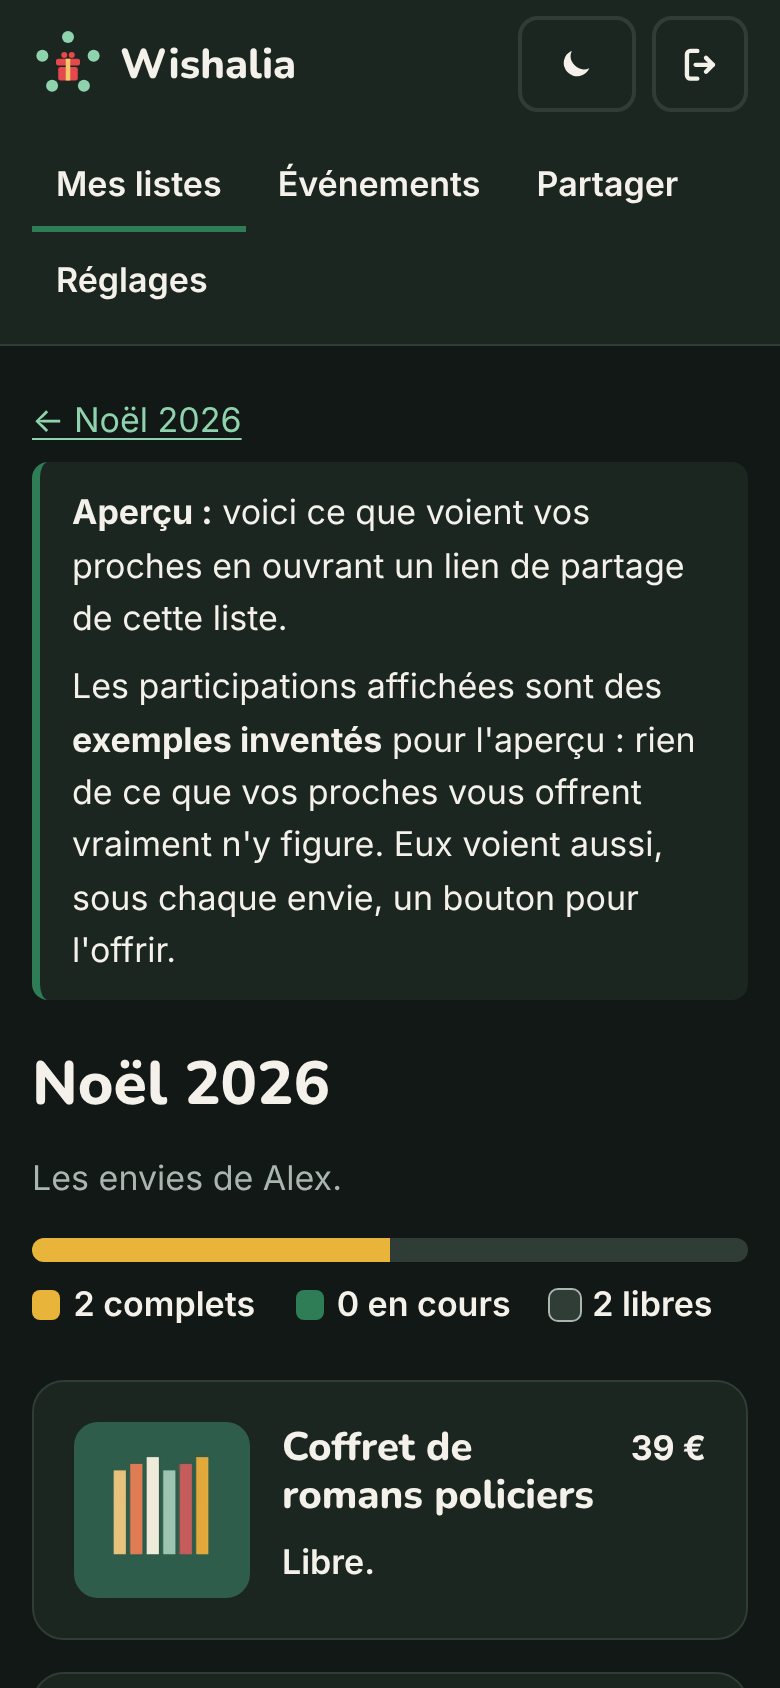 Wishalia
Mes listes
Événements
Partager
Réglages
← Noël 2026
Aperçu : voici ce que voient vos
proches en ouvrant un lien de partage
de cette liste.
Les participations affichées sont des
exemples inventés pour l'aperçu : rien
de ce que vos proches vous offrent
vraiment n'y figure. Eux voient aussi,
sous chaque envie, un bouton pour
l'offrir.
Noël 2026
Les envies de Alex.
2 complets
0 en cours
2 libres
Coffret de
romans policiers
39 €
Libre.